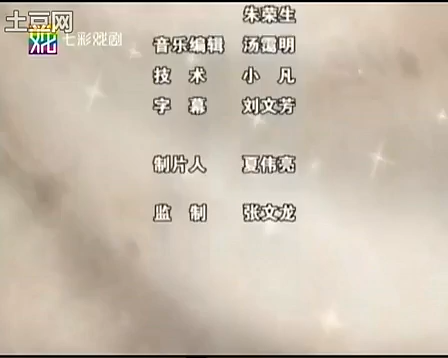 朱荣生
土豆网
七彩戏剧
音乐编辑 汤霭明
技 术 小 凡
字 幕 刘文芳
制片人 夏伟亮
监 制 张文龙